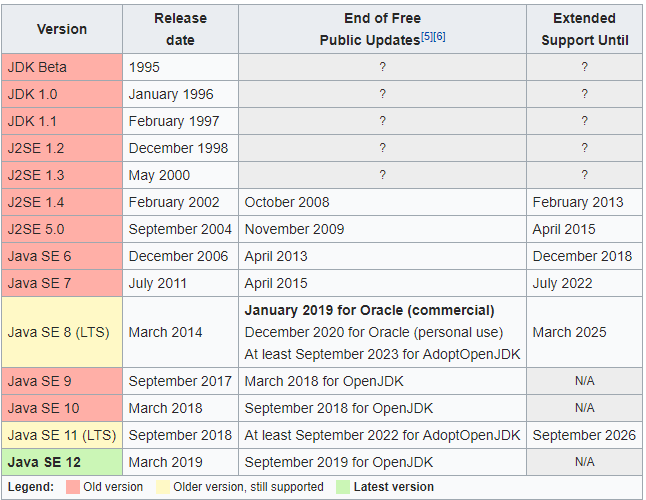 Version Release date End of Free Public Updates[5][6] Extended Support Until
JDK Beta 1995 ? ?
JDK 1.0 January 1996 ? ?
JDK 1.1 February 1997 ? ?
J2SE 1.2 December 1998 ? ?
J2SE 1.3 May 2000 ? ?
J2SE 1.4 February 2002 October 2008 February 2013
J2SE 5.0 September 2004 November 2009 April 2015
Java SE 6 December 2006 April 2013 December 2018
Java SE 7 July 2011 April 2015 July 2022
Java SE 8 (LTS) March 2014 January 2019 for Oracle (commercial)
December 2020 for Oracle (personal use)
At least September 2023 for AdoptOpenJDK March 2025
Java SE 9 September 2017 March 2018 for OpenJDK N/A
Java SE 10 March 2018 September 2018 for OpenJDK N/A
Java SE 11 (LTS) September 2018 At least September 2022 for AdoptOpenJDK September 2026
Java SE 12 March 2019 September 2019 for OpenJDK N/A
Legend: Old version Older version, still supported Latest version